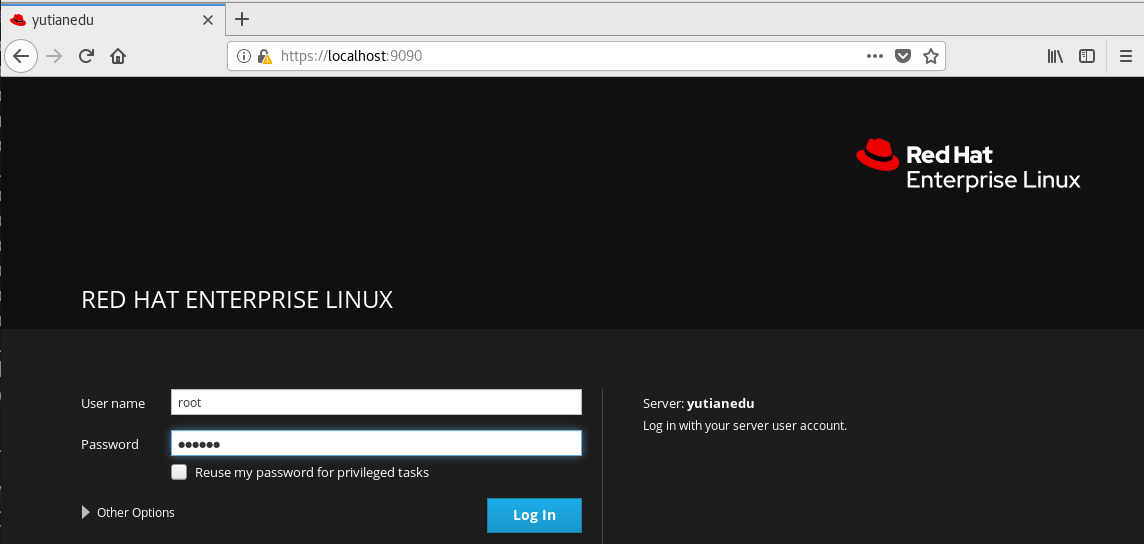 yutianedu
https://localhost:9090
Red Hat
Enterprise Linux
RED HAT ENTERPRISE LINUX
User name
root
Password
••••••
Reuse my password for privileged tasks
Other Options
Log In
Server: yutianedu
Log in with your server user account.